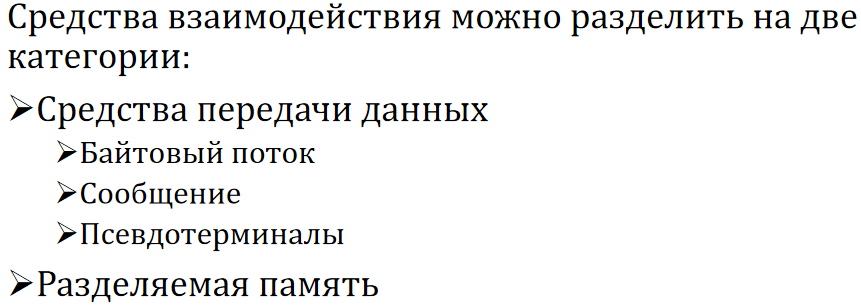 Средства взаимодействия можно разделить на две
категории:
➢Средства передачи данных
➢Байтовый поток
➢Сообщение
➢Псевдотерминалы
➢Разделяемая память